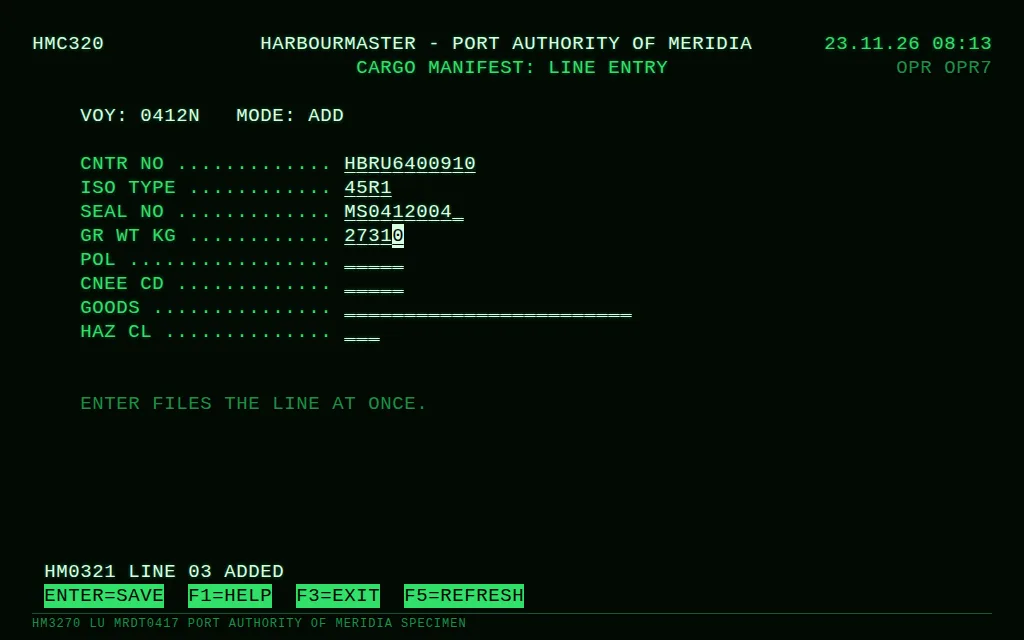 HMC320 HARBOURMASTER - PORT AUTHORITY OF MERIDIA 23.11.26 08:13
CARGO MANIFEST: LINE ENTRY OPR OPR7
VOY: 0412N MODE: ADD
CNTR NO ............. HBRU6400910
ISO TYPE ............ 45R1
SEAL NO ............. MS0412004_
GR WT KG ............ 27310
POL ................. _____
CNEE CD ............. _____
GOODS ............... ________________________
HAZ CL .............. ___
ENTER FILES THE LINE AT ONCE.
HM0321 LINE 03 ADDED
ENTER=SAVE F1=HELP F3=EXIT F5=REFRESH
HM3270 LU MRDT0417 PORT AUTHORITY OF MERIDIA SPECIMEN